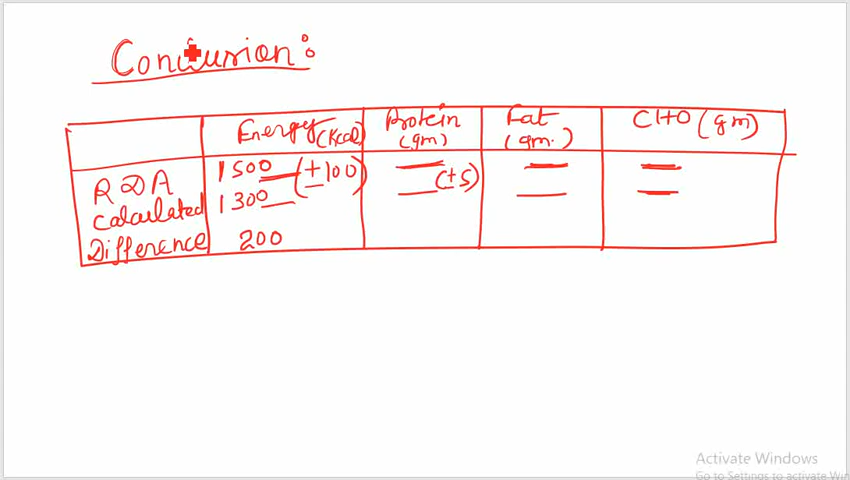 Conclusion:
Energy (Kcal) Protein (gm) Fat (gm.) CHO (gm)
RDA 1500 (±100)
Calculated 1300 (±5)
Difference 200
Activate Windows
Go to Settings to activate Win